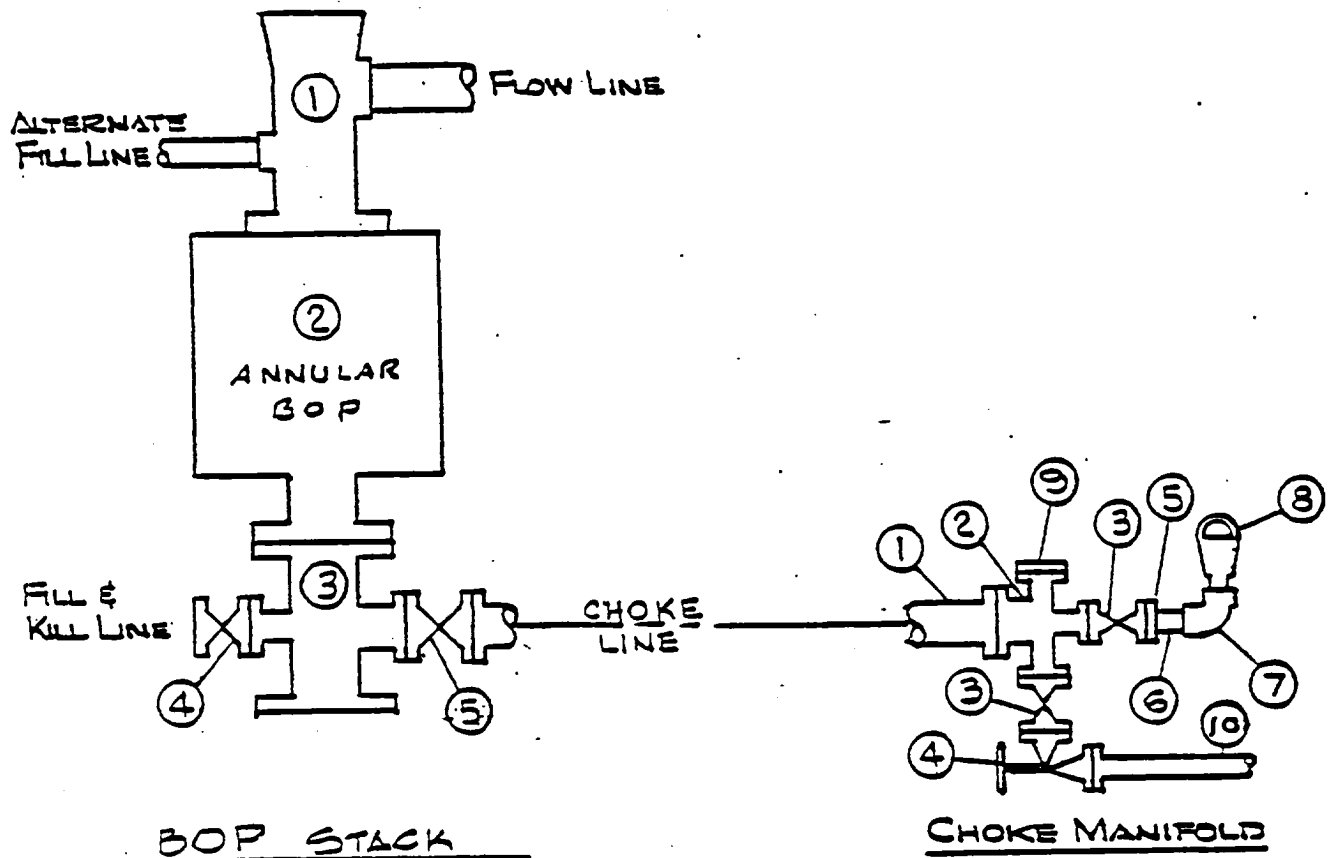 1
FLOW LINE
ALTERNATE
FILL LINE
2
ANNULAR
BOP
3
FILL &
KILL LINE
4
5
CHOKE
LINE
BOP STACK
1
2
9
3
5
8
6
7
3
4
10
CHOKE MANIFOLD